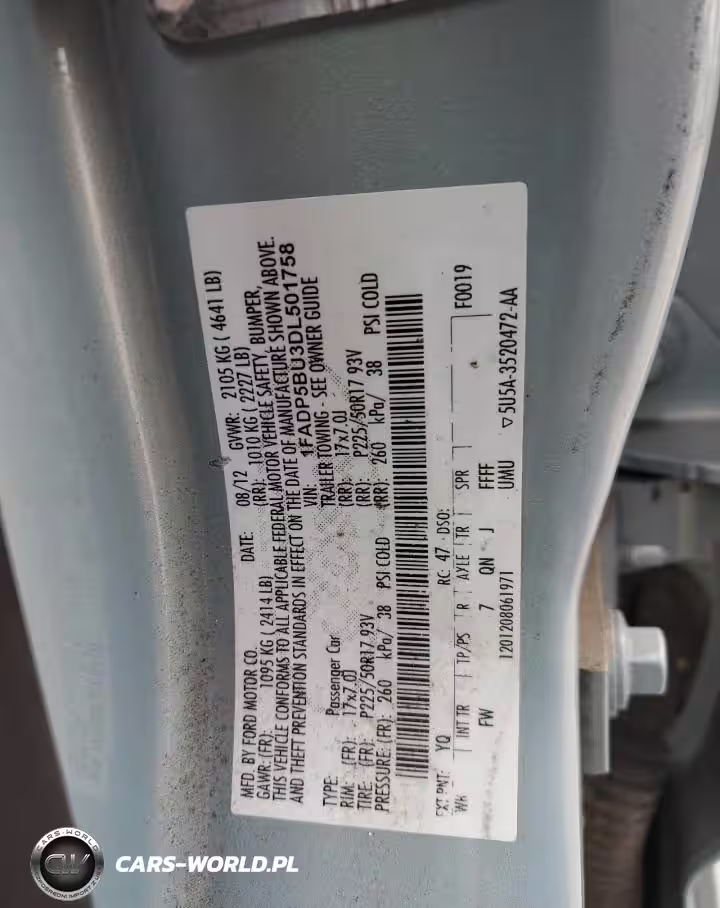 MFD. BY FORD MOTOR CO.
DATE: 08/12 GVWR: 2105 KG ( 4641 LB)
GAWR: (FR): 1095 KG ( 2414 LB) (RR): 1010 KG ( 2227 LB)
THIS VEHICLE CONFORMS TO ALL APPLICABLE FEDERAL MOTOR VEHICLE SAFETY, BUMPER,
AND THEFT PREVENTION STANDARDS IN EFFECT ON THE DATE OF MANUFACTURE SHOWN ABOVE.
VIN: 1FADP5BU3DL501758
TYPE: Passenger Car TRAILER TOWING - SEE OWNER GUIDE
RIM: (FR): 17x7.0J (RR): 17x7.0J
TIRE: (FR): P225/50R17 93V (RR) P225/50R17 93V
PRESSURE: (FR): 260 kPa/ 38 PSI COLD (RR): 260 kPa/ 38 PSI COLD
EXT PNT: YQ RC: 47 DSO: F0019
WB INT TR TP/PS R AXLE TR SPR
FW 7 QN J FFFF
1201208061971 UMU ▽5U5A-3520472-AA
CARS-WORLD.PL
CW